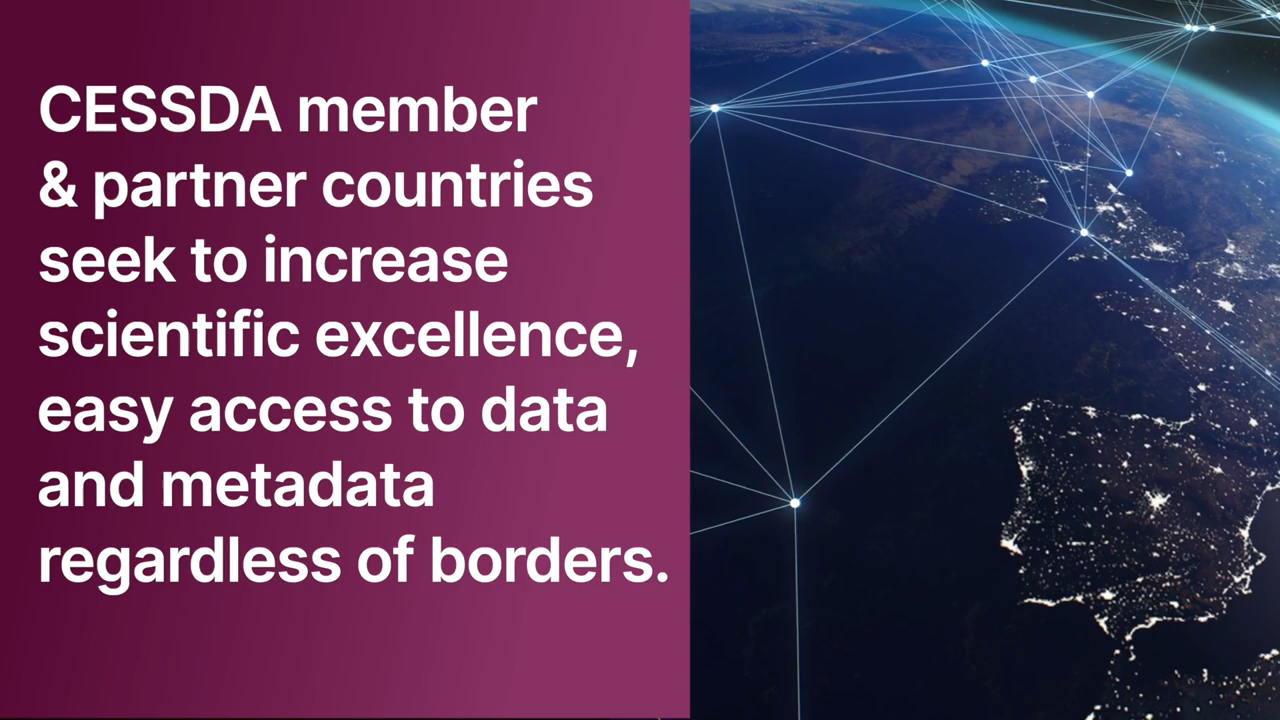 CESSDA member
& partner countries
seek to increase
scientific excellence,
easy access to data
and metadata
regardless of borders.